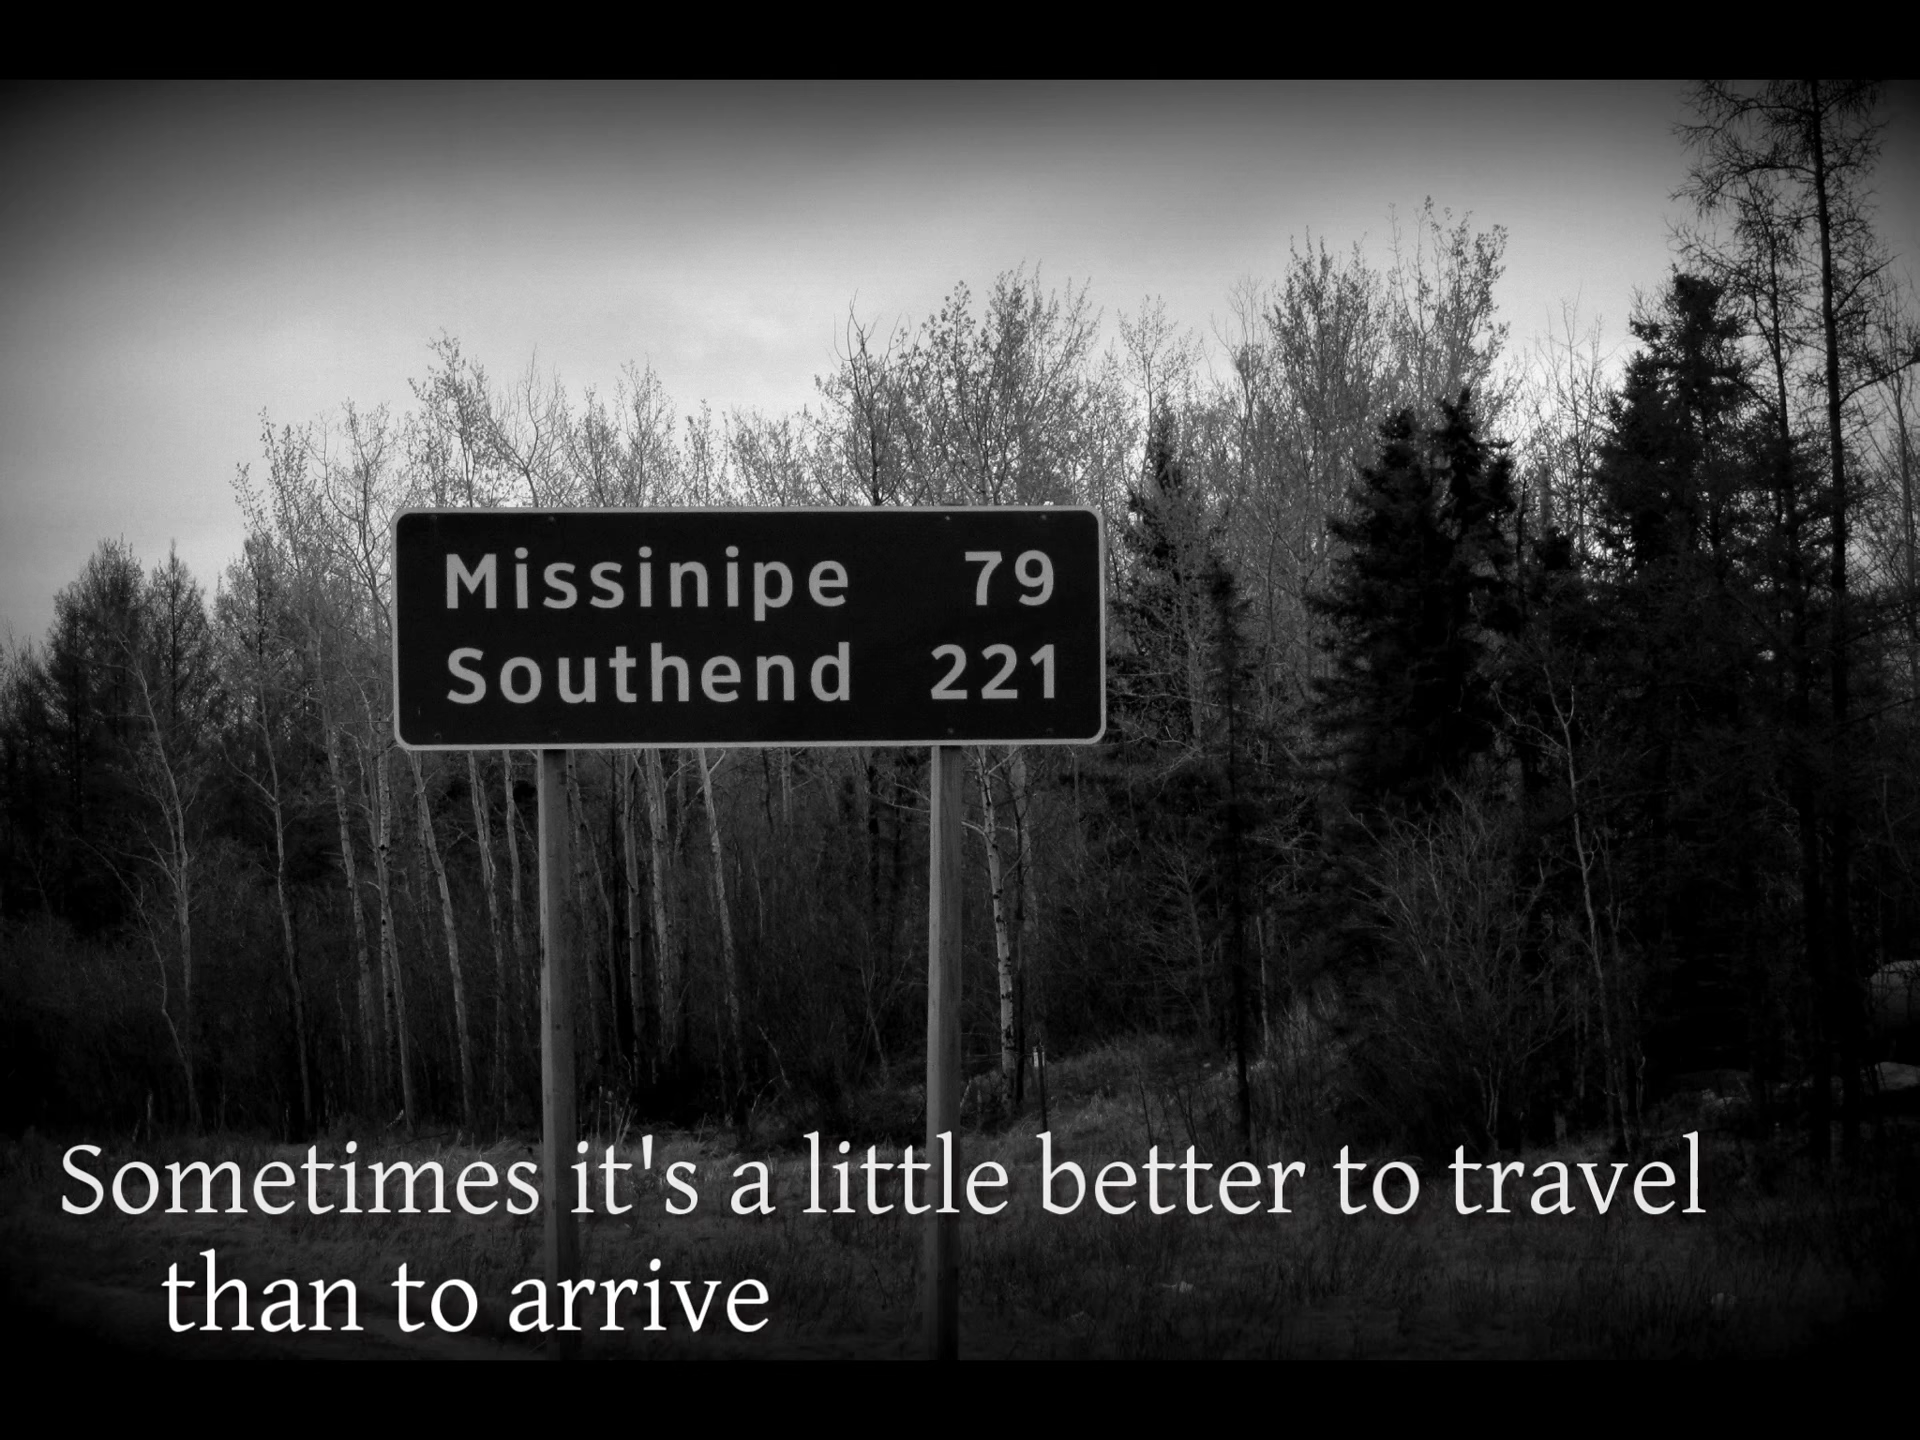 Missinipe 79
Southend 221
Sometimes it's a little better to travel
than to arrive